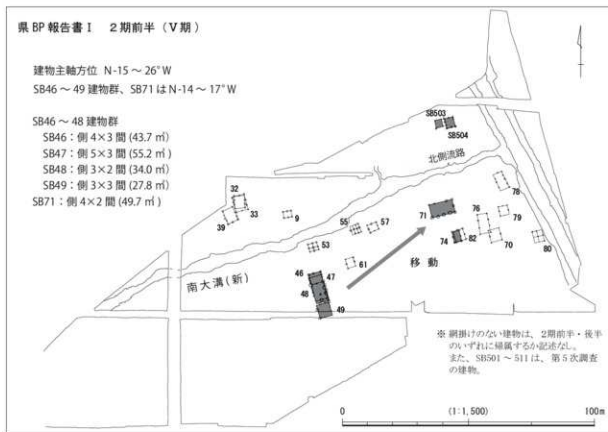 県 BP 報告書 I　2 期前半 (Ⅴ期)
建物主軸方位 N-15 ～ 26° W
SB46 ～ 49 建物群、SB71 は N-14 ～ 17° W
SB46 ～ 48 建物群
SB46：側 4×3 間 (43.7 ㎡)
SB47：側 5×3 間 (55.2 ㎡)
SB48：側 3×2 間 (34.0 ㎡)
SB49：側 3×3 間 (27.8 ㎡)
SB71：側 4×2 間 (49.7 ㎡)
SB503
SB504
北側流路
32
33
39
9
55
57
53
61
71
74
82
76
70
78
79
80
移 動
46
47
48
49
南大溝 (新)
※ 網掛けのない建物は、2期前半・後半
のいずれに帰属するか記述なし。
また、SB501 ～ 511 は、第5次調査
の建物。
0
(1:1,500)
100m